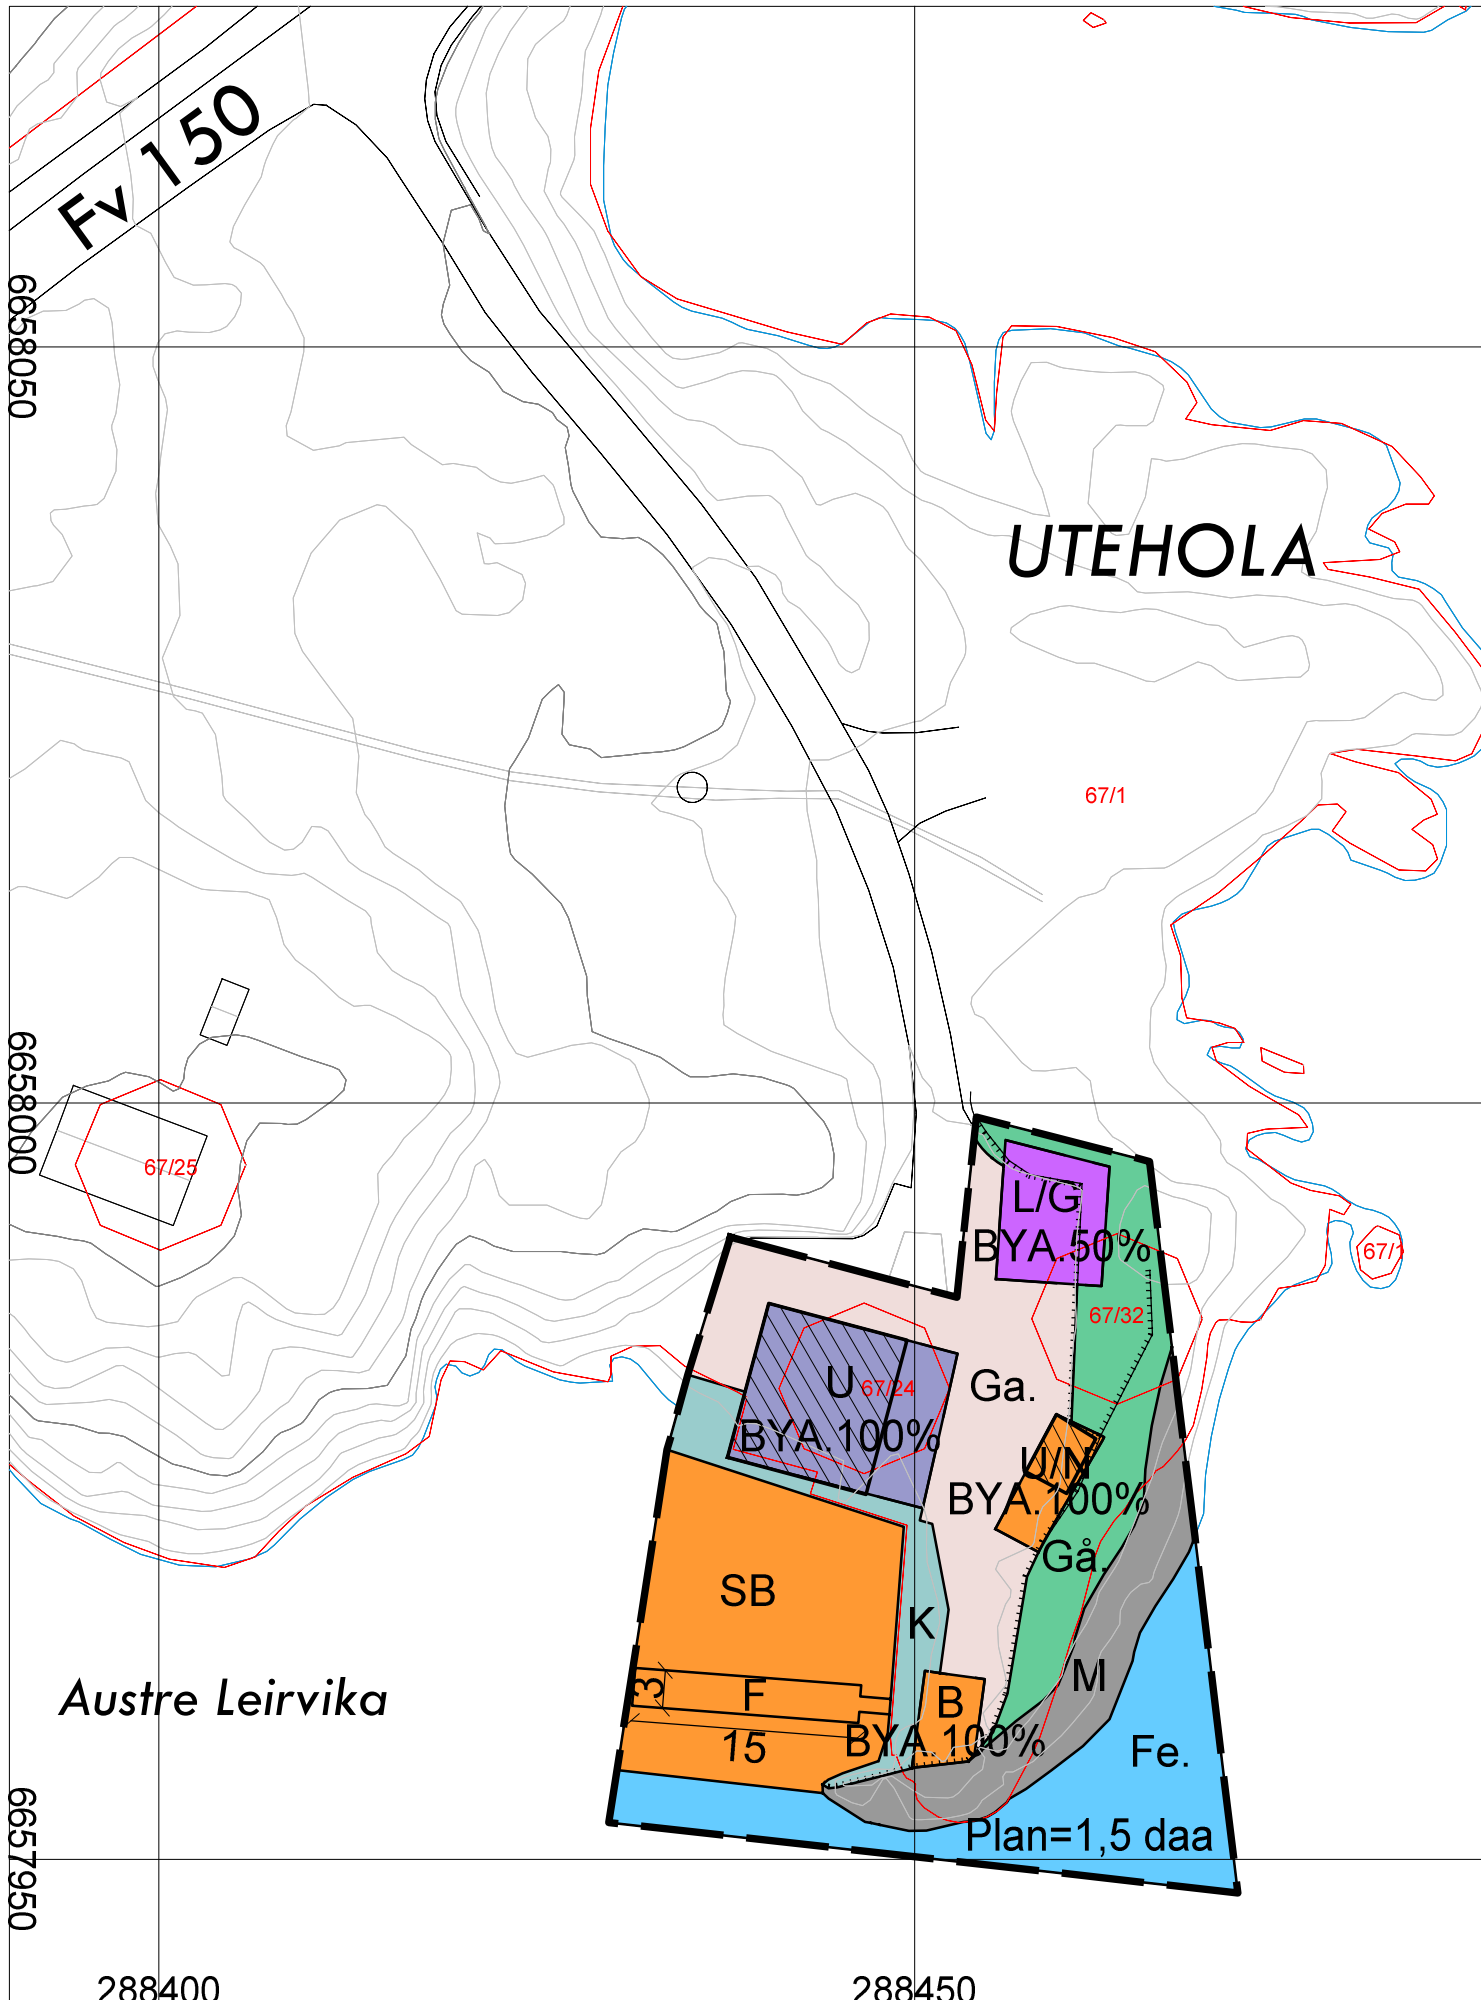 Fv 150
6658050
UTEHOLA
67/1
6658000
67/25
L/G
BYA.50%
67/1
67/32
U
67/24
Ga.
BYA.100%
U/N
BYA.100%
Gå.
SB
K
M
3
F
B
Austre Leirvika
15
BYA.100%
Fe.
Plan=1,5 daa
6657950
288400
288450